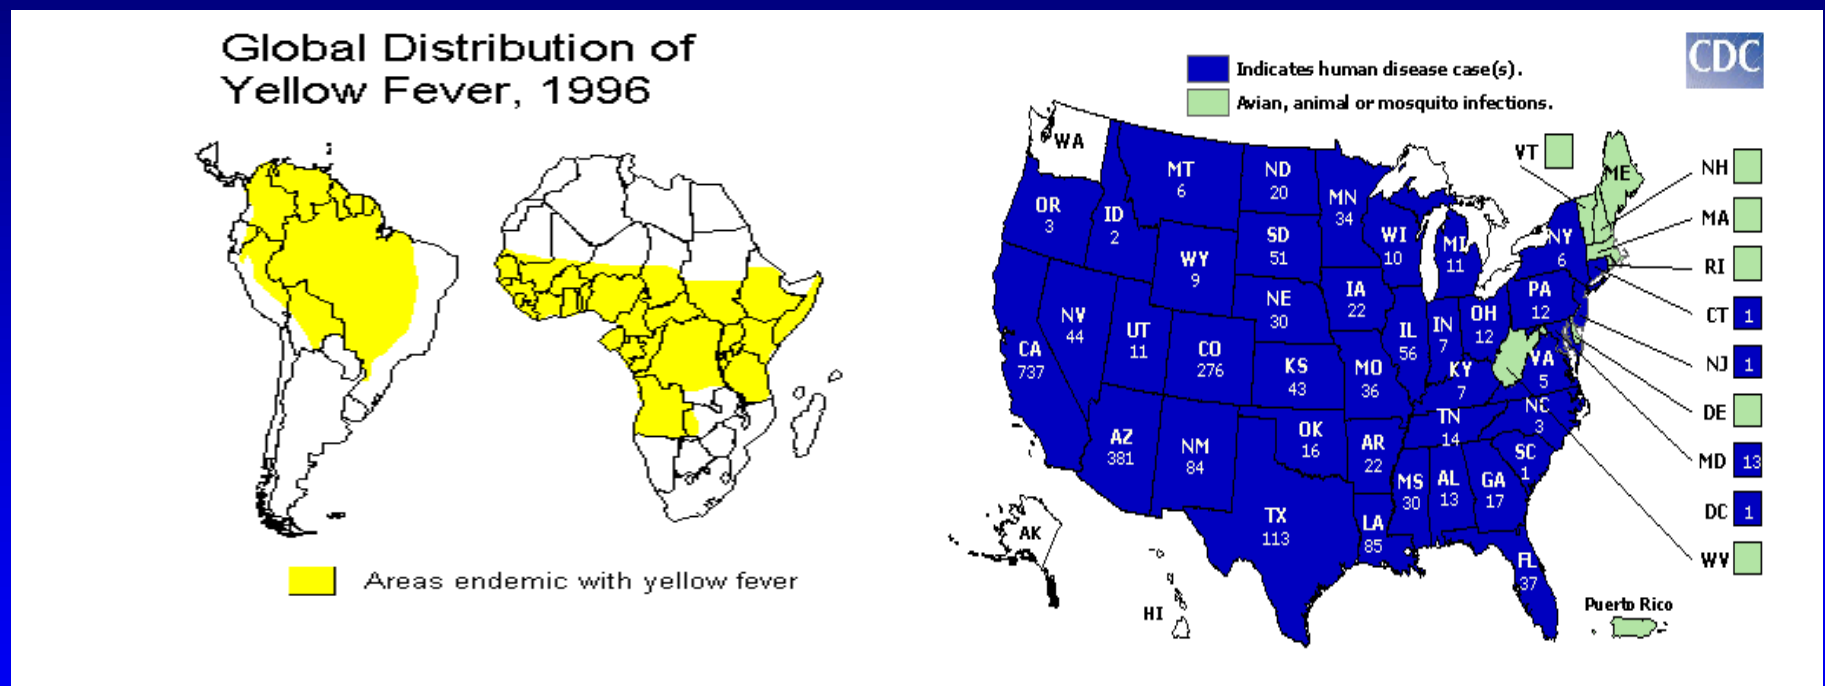 Global Distribution of
Yellow Fever, 1996
Areas endemic with yellow fever
CDC
Indicates human disease case(s).
Avian, animal or mosquito infections.
WA
MT
6
ND
20
MN
34
OR
3
ID
2
WY
9
SD
51
WI
10
MI
11
NY
6
VT
ME
NH
MA
RI
CT 1
NJ 1
DE
MD 13
DC 1
WV
NV
44
UT
11
CO
276
NE
30
IA
22
IL
56
IN
7
OH
12
PA
12
CA
737
KS
43
MO
36
KY
7
VA
5
AZ
381
NM
84
OK
16
AR
22
TN
14
NC
3
SC
1
MS
30
AL
13
GA
17
TX
113
LA
85
FL
37
AK
HI
Puerto Rico